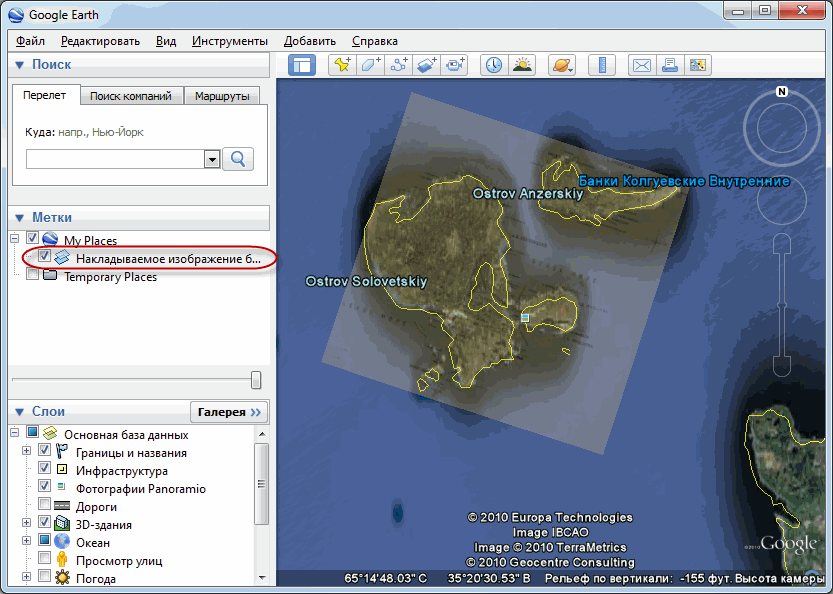 Google Earth
Файл Редактировать Вид Инструменты Добавить Справка
Поиск
Перелет Поиск компаний Маршруты
Куда: напр., Нью-Йорк
Метки
My Places
Накладываемое изображение б...
Temporary Places
Слои
Галерея >>
Основная база данных
Границы и названия
Инфраструктура
Фотографии Panoramio
Дороги
3D-здания
Океан
Просмотр улиц
Погода
N
Банки Колгуевские Внутренние
Ostrov Anzerskiy
Ostrov Solovetskiy
© 2010 Europa Technologies
Image IBCAO
Image © 2010 TerraMetrics
© 2010 Geocentre Consulting
©2010 Google
65°14'48.03" С 35°20'30.53" В Рельеф по вертикали: -155 фут. Высота камеры